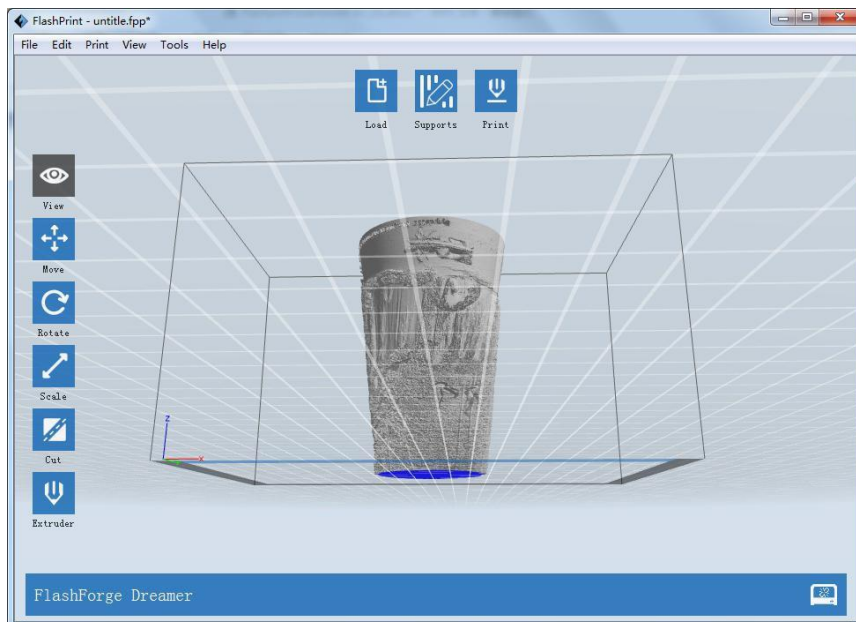 FlashPrint - untitle.fpp*
File Edit Print View Tools Help
Load Supports Print
View
Move
Rotate
Scale
Cut
Extruder
z
x
FlashForge Dreamer